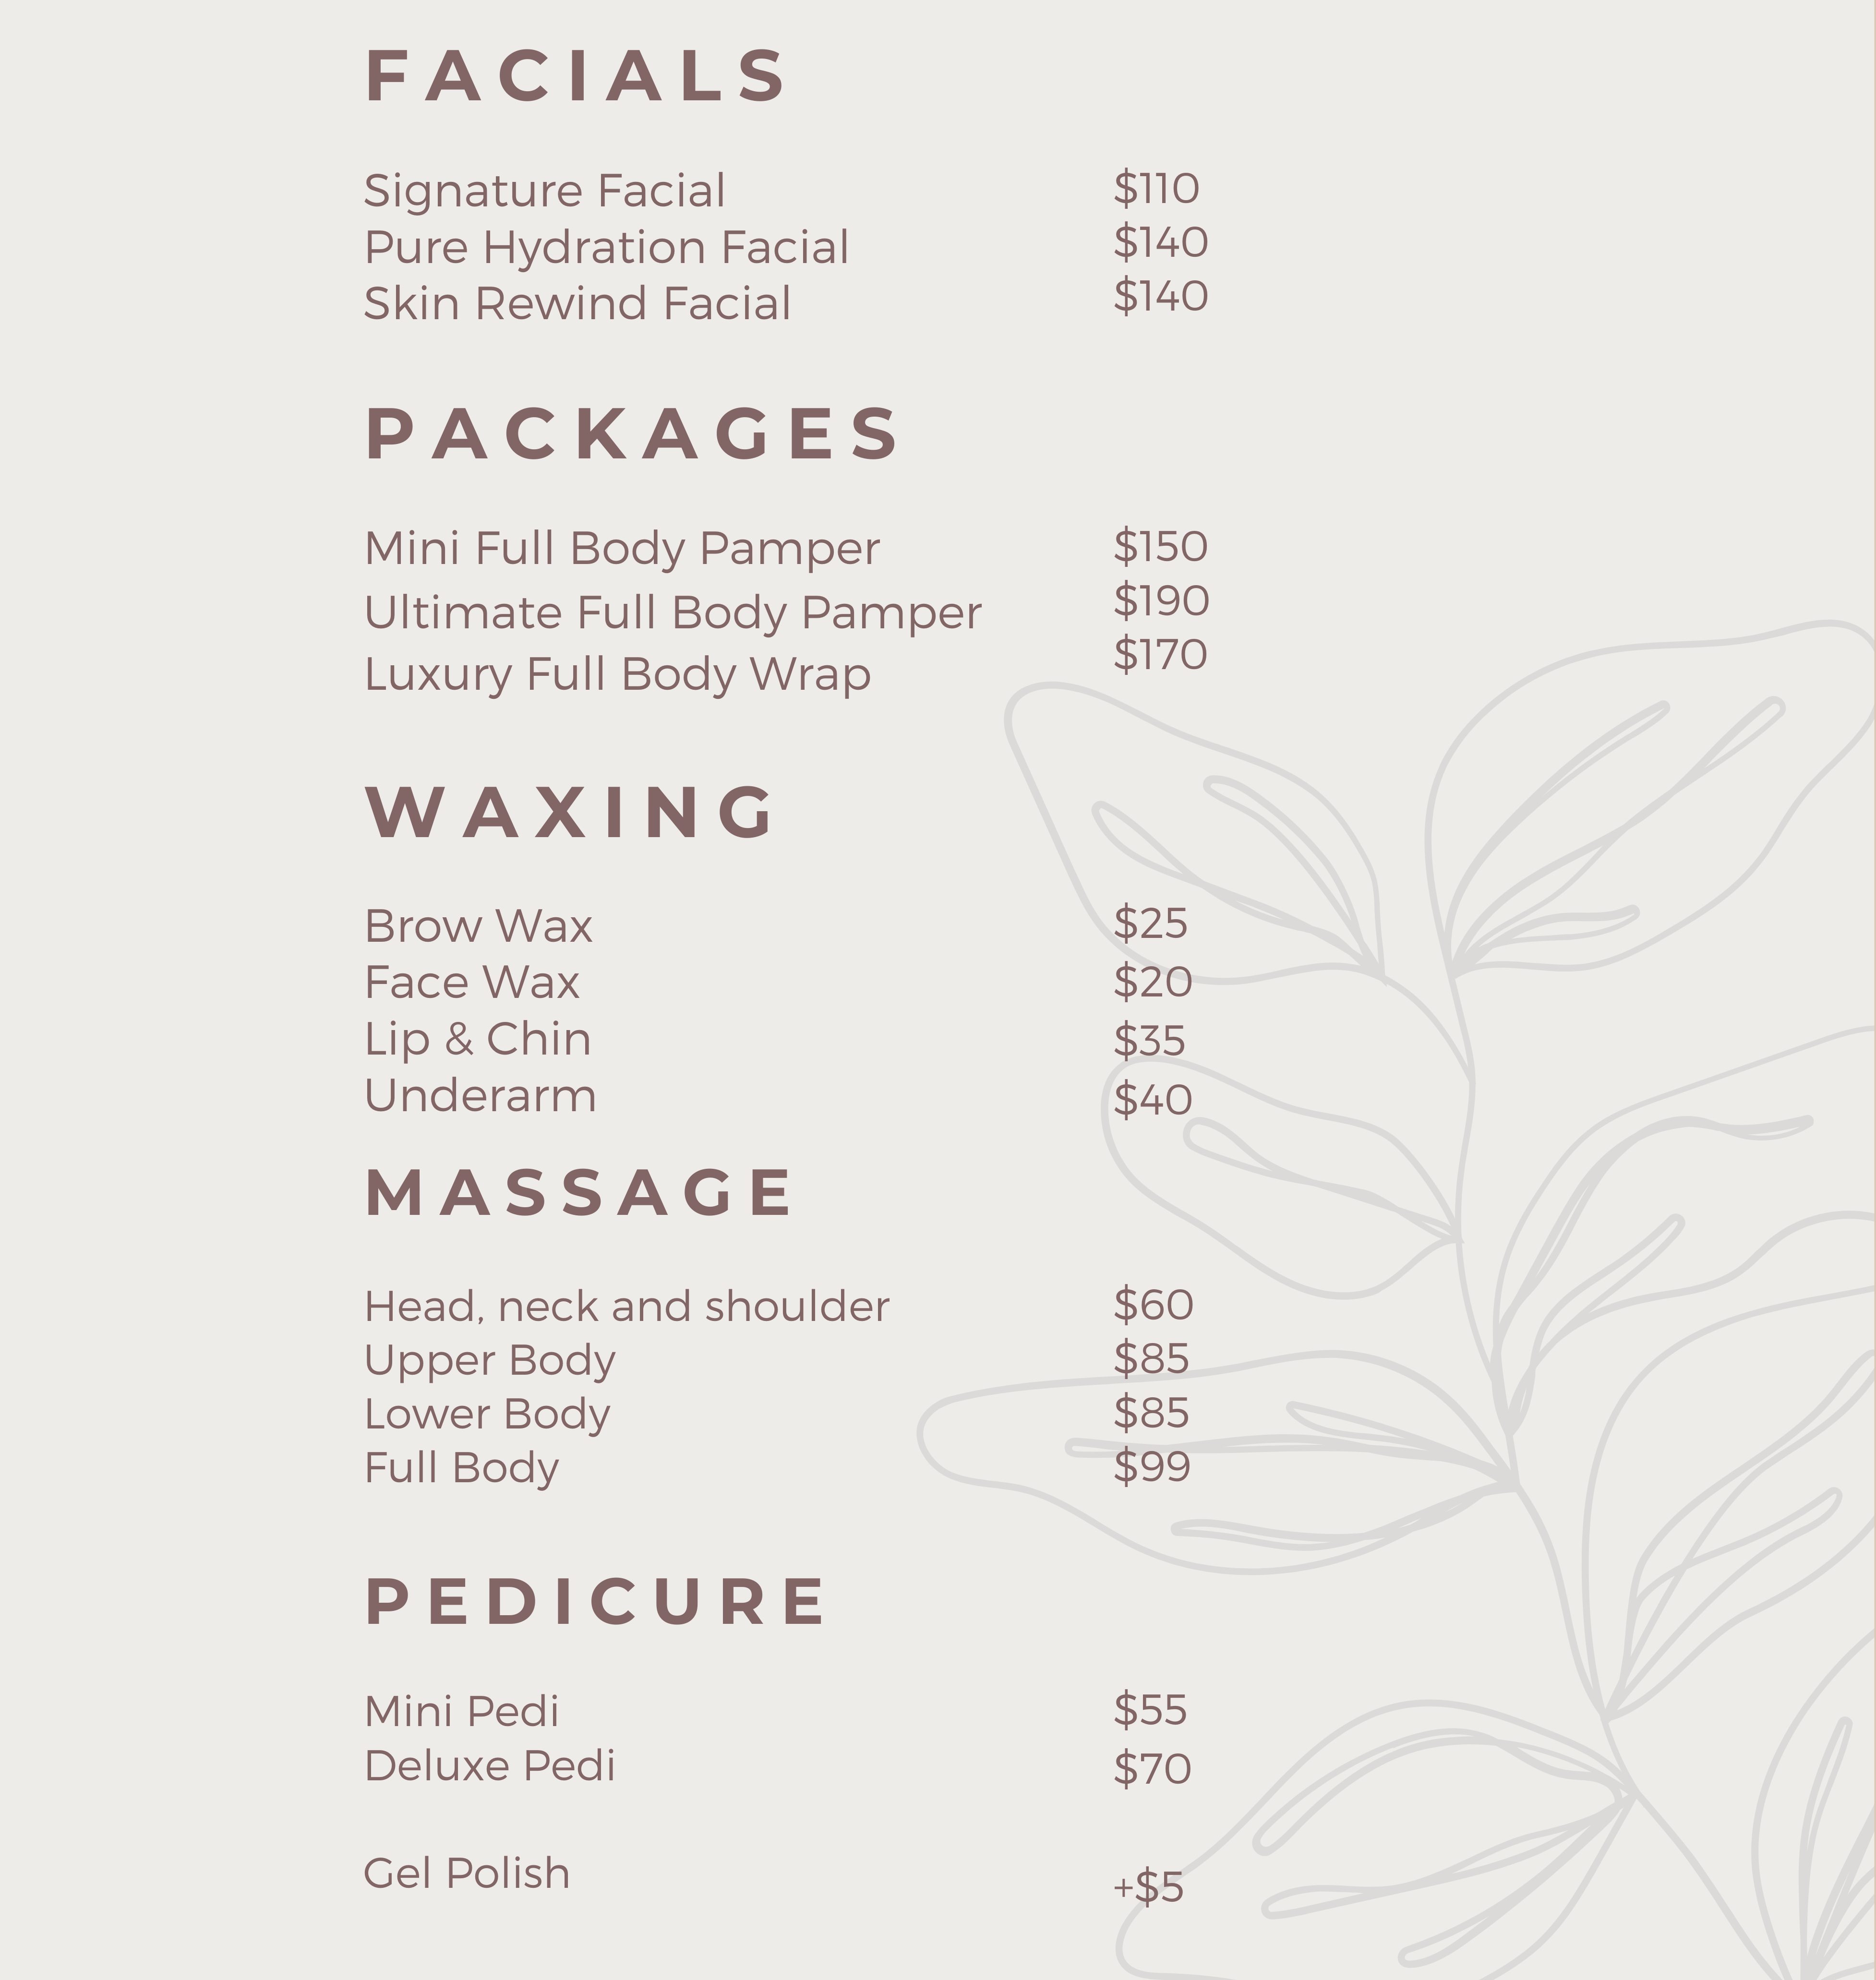 FACIALS
Signature Facial $110
Pure Hydration Facial $140
Skin Rewind Facial $140
PACKAGES
Mini Full Body Pamper $150
Ultimate Full Body Pamper $190
Luxury Full Body Wrap $170
WAXING
Brow Wax $25
Face Wax $20
Lip & Chin $35
Underarm $40
MASSAGE
Head, neck and shoulder $60
Upper Body $85
Lower Body $85
Full Body $99
PEDICURE
Mini Pedi $55
Deluxe Pedi $70
Gel Polish +$5